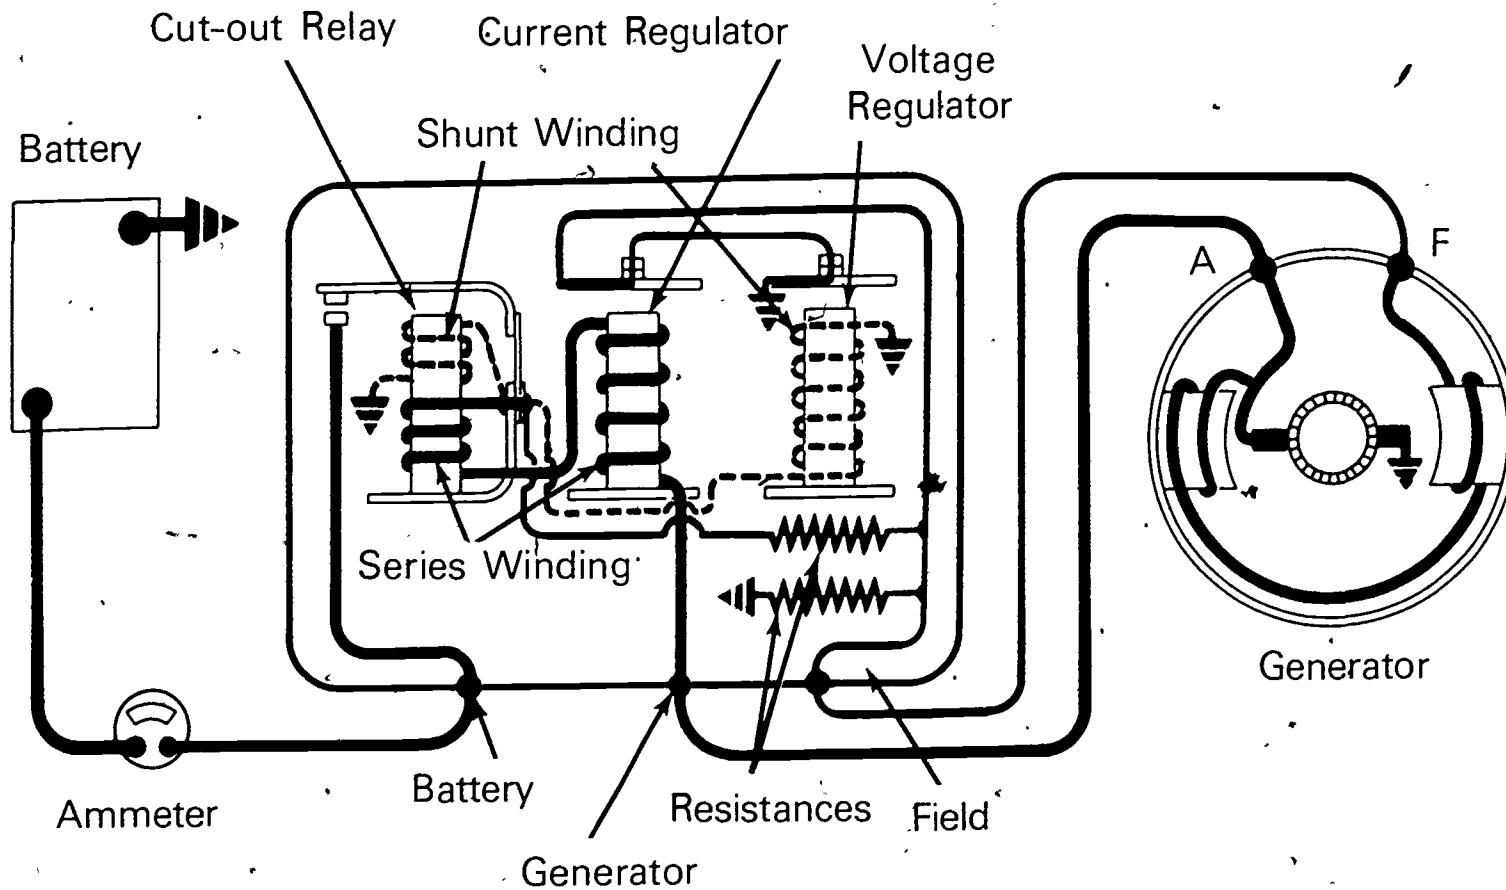 Cut-out Relay
Current Regulator
Voltage
Regulator
Shunt Winding
Battery
A
F
Series Winding
Generator
Battery
Resistances
Field
Ammeter
Generator